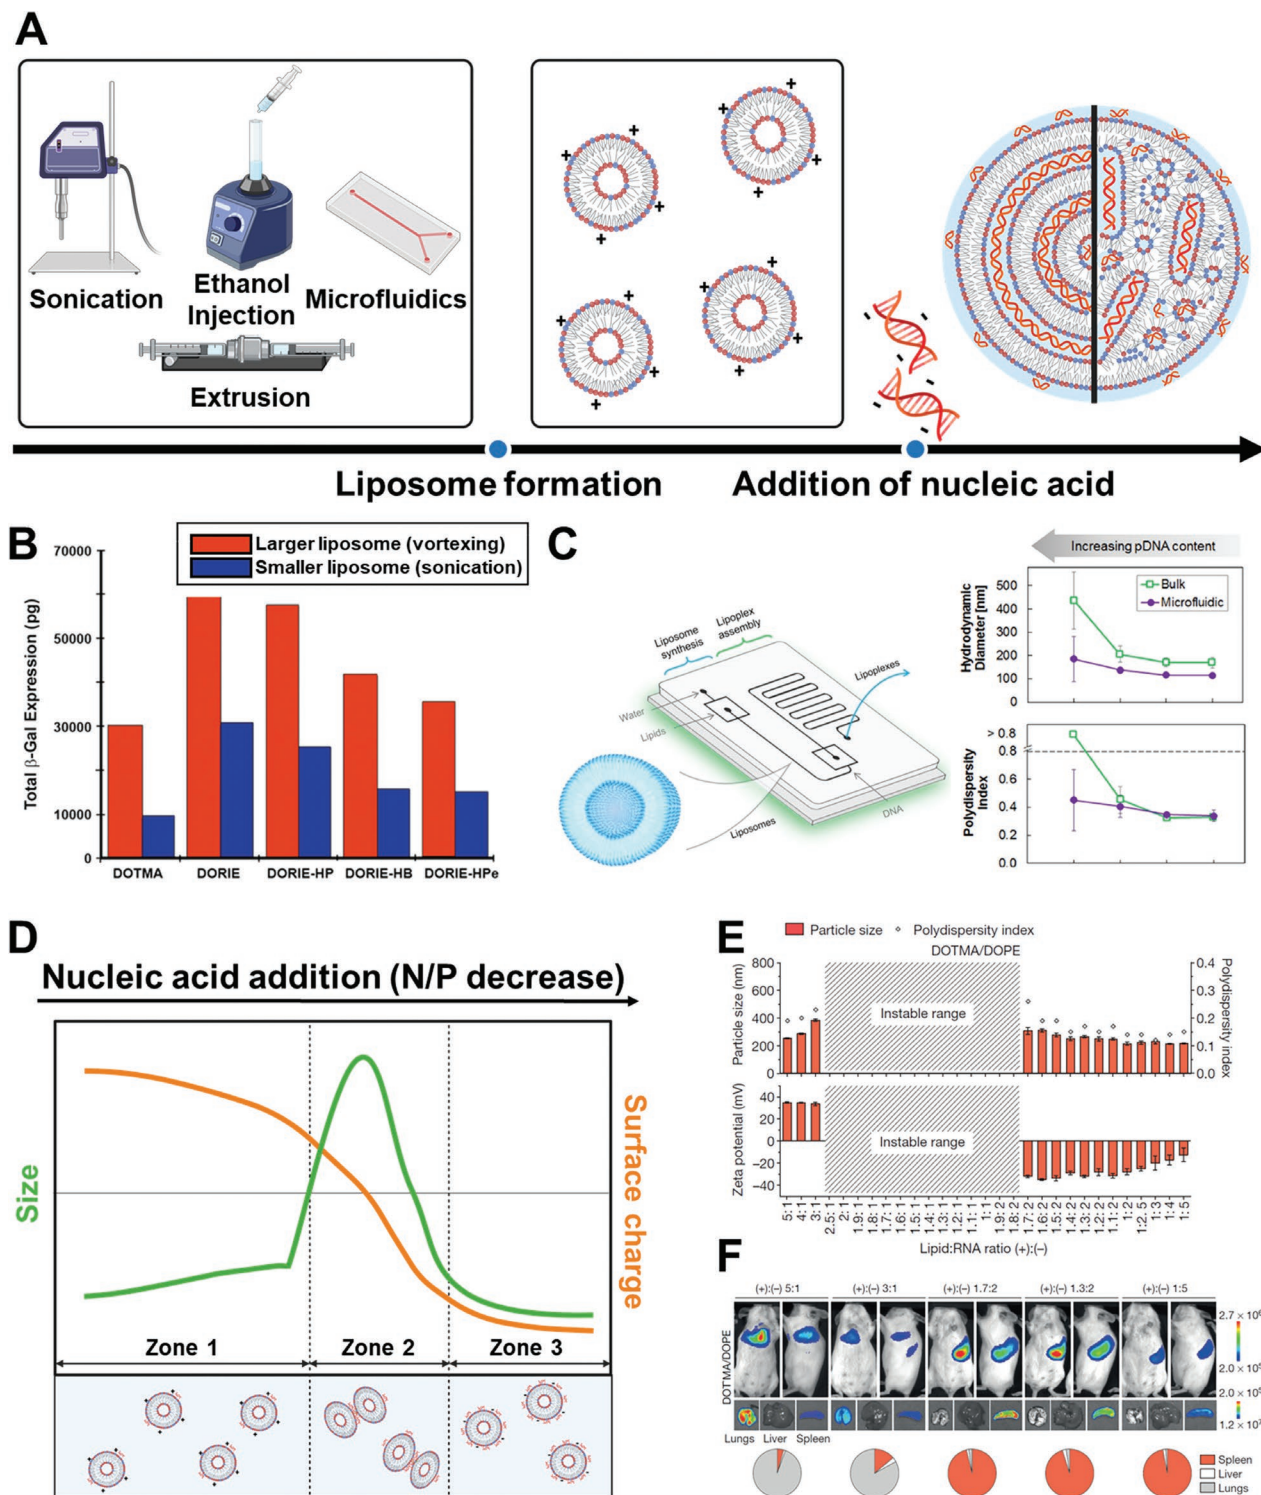 A
Sonication
Ethanol
Injection
Microfluidics
Extrusion
Liposome formation
Addition of nucleic acid
B
Larger liposome (vortexing)
Smaller liposome (sonication)
Total β-Gal Expression (pg)
70000
50000
30000
10000
0
DOTMA
DORIE
DORIE-HP
DORIE-HB
DORIE-HPe
C
Liposome
synthesis
Lipoplex
assembly
Lipoplexes
Water
Lipids
DNA
Liposomes
Increasing pDNA content
Bulk
Microfluidic
Hydrodynamic
Diameter [nm]
500
400
300
200
100
0
Polydispersity
Index
> 0.8
0.8
0.6
0.4
0.2
0.0
D
Nucleic acid addition (N/P decrease)
Size
Surface charge
Zone 1
Zone 2
Zone 3
E
Particle size
Polydispersity index
DOTMA/DOPE
Particle size (nm)
800
600
400
200
0
Instable range
0.4
0.3
0.2
0.1
0.0
Polydispersity index
Zeta potential (mV)
40
20
0
−20
−40
Instable range
5:1
4:1
3:1
2.5:1
2:1
1.9:1
1.8:1
1.7:1
1.6:1
1.5:1
1.4:1
1.3:1
1.2:1
1.1:1
1:1
1.9:2
1.8:2
1.7:2
1.6:2
1.5:2
1.4:2
1.3:2
1.2:2
1.1:2
1:2
1:2.5
1:3
1:4
1:5
Lipid:RNA ratio (+):(−)
F
(+):(−) 5:1
(+):(−) 3:1
(+):(−) 1.7:2
(+):(−) 1.3:2
(+):(−) 1:5
DOTMA/DOPE
2.7 × 10⁶
Lungs
Liver
Spleen
Spleen
Liver
Lungs